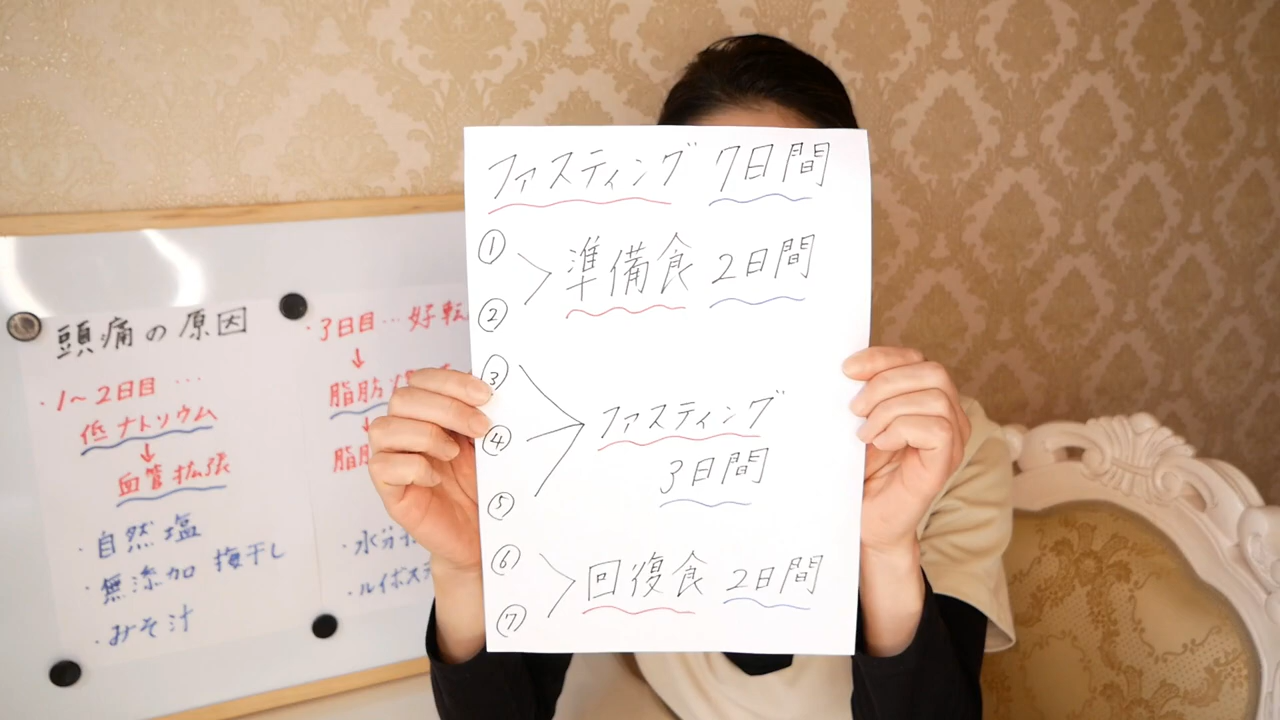 ファスティング 7日間
①
② 準備食 2日間
③
④ ファスティング
3日間
⑤
⑥
⑦ 回復食 2日間
頭痛の原因
・1~2日目 …
低ナトリウム
↓
血管拡張
・自然塩
・無添加 梅干し
・みそ汁
・3日目… 好転
↓
脂肪
↓
脂肪
・水分
・ルイボステ